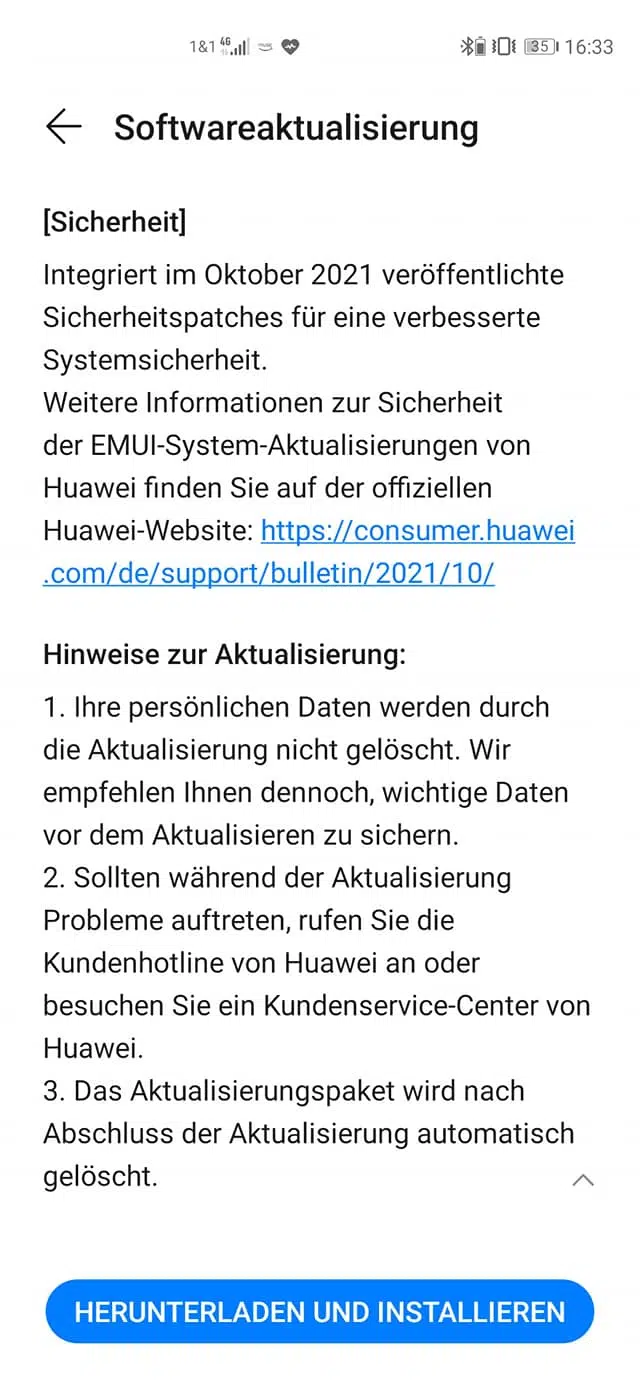 1&1 4G 35 16:33
Softwareaktualisierung
[Sicherheit]
Integriert im Oktober 2021 veröffentlichte
Sicherheitspatches für eine verbesserte
Systemsicherheit.
Weitere Informationen zur Sicherheit
der EMUI-System-Aktualisierungen von
Huawei finden Sie auf der offiziellen
Huawei-Website: https://consumer.huawei
.com/de/support/bulletin/2021/10/
Hinweise zur Aktualisierung:
1. Ihre persönlichen Daten werden durch
die Aktualisierung nicht gelöscht. Wir
empfehlen Ihnen dennoch, wichtige Daten
vor dem Aktualisieren zu sichern.
2. Sollten während der Aktualisierung
Probleme auftreten, rufen Sie die
Kundenhotline von Huawei an oder
besuchen Sie ein Kundenservice-Center von
Huawei.
3. Das Aktualisierungspaket wird nach
Abschluss der Aktualisierung automatisch
gelöscht.
HERUNTERLADEN UND INSTALLIEREN